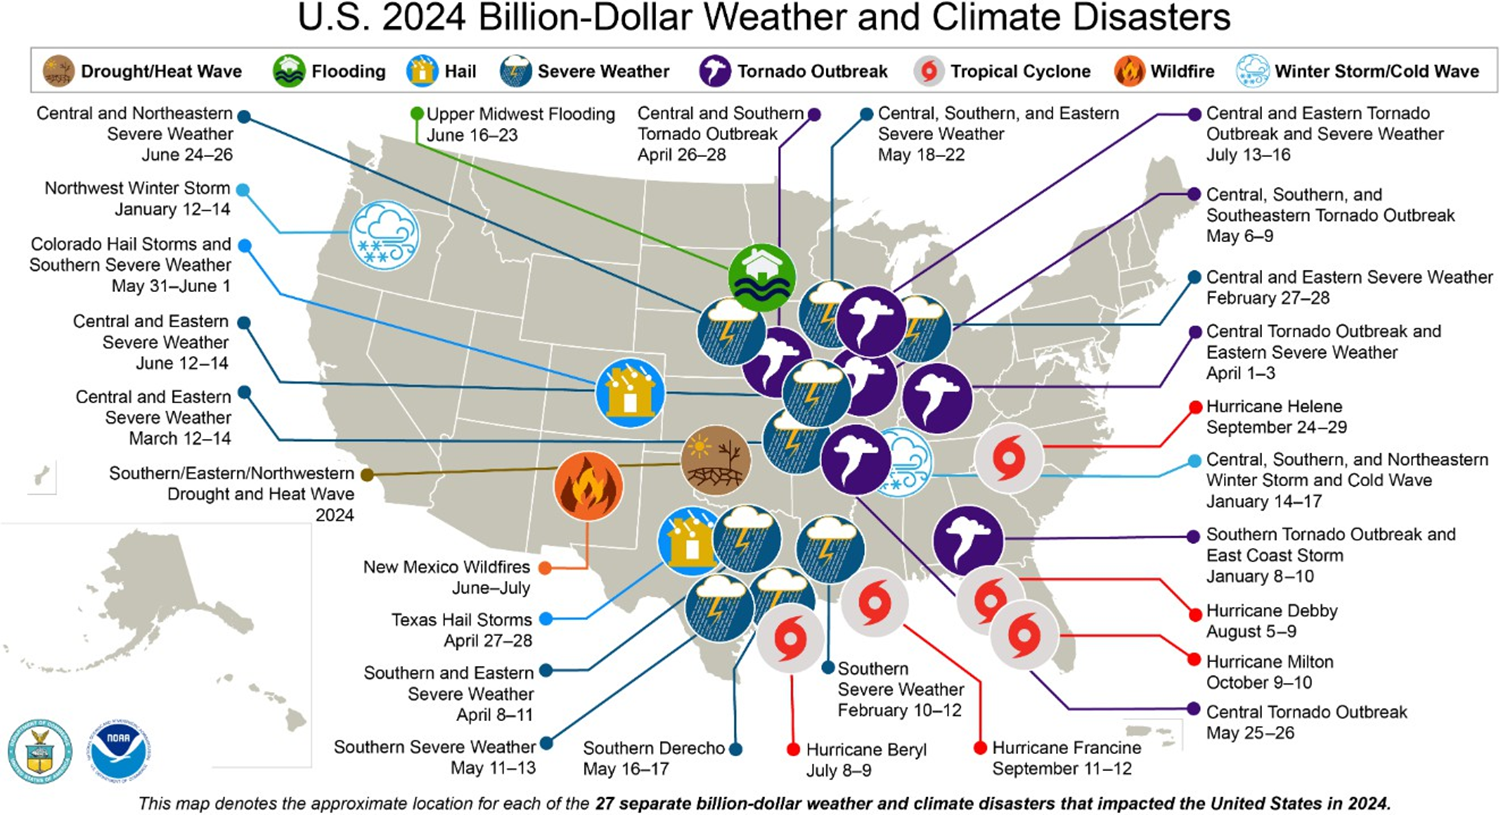 U.S. 2024 Billion-Dollar Weather and Climate Disasters
Drought/Heat Wave
Flooding
Hail
Severe Weather
Tornado Outbreak
Tropical Cyclone
Wildfire
Winter Storm/Cold Wave
Central and Northeastern
Severe Weather
June 24–26
Northwest Winter Storm
January 12–14
Colorado Hail Storms and
Southern Severe Weather
May 31–June 1
Central and Eastern
Severe Weather
June 12–14
Central and Eastern
Severe Weather
March 12–14
Southern/Eastern/Northwestern
Drought and Heat Wave
2024
New Mexico Wildfires
June–July
Texas Hail Storms
April 27–28
Southern and Eastern
Severe Weather
April 8–11
Southern Severe Weather
May 11–13
Upper Midwest Flooding
June 16–23
Central and Southern
Tornado Outbreak
April 26–28
Central, Southern, and Eastern
Severe Weather
May 18–22
Central and Eastern Tornado
Outbreak and Severe Weather
July 13–16
Central, Southern, and
Southeastern Tornado Outbreak
May 6–9
Central and Eastern Severe Weather
February 27–28
Central Tornado Outbreak and
Eastern Severe Weather
April 1–3
Hurricane Helene
September 24–29
Central, Southern, and Northeastern
Winter Storm and Cold Wave
January 14–17
Southern Tornado Outbreak and
East Coast Storm
January 8–10
Hurricane Debby
August 5–9
Hurricane Milton
October 9–10
Central Tornado Outbreak
May 25–26
Southern
Severe Weather
February 10–12
Southern Derecho
May 16–17
Hurricane Beryl
July 8–9
Hurricane Francine
September 11–12
NOAA
This map denotes the approximate location for each of the 27 separate billion-dollar weather and climate disasters that impacted the United States in 2024.